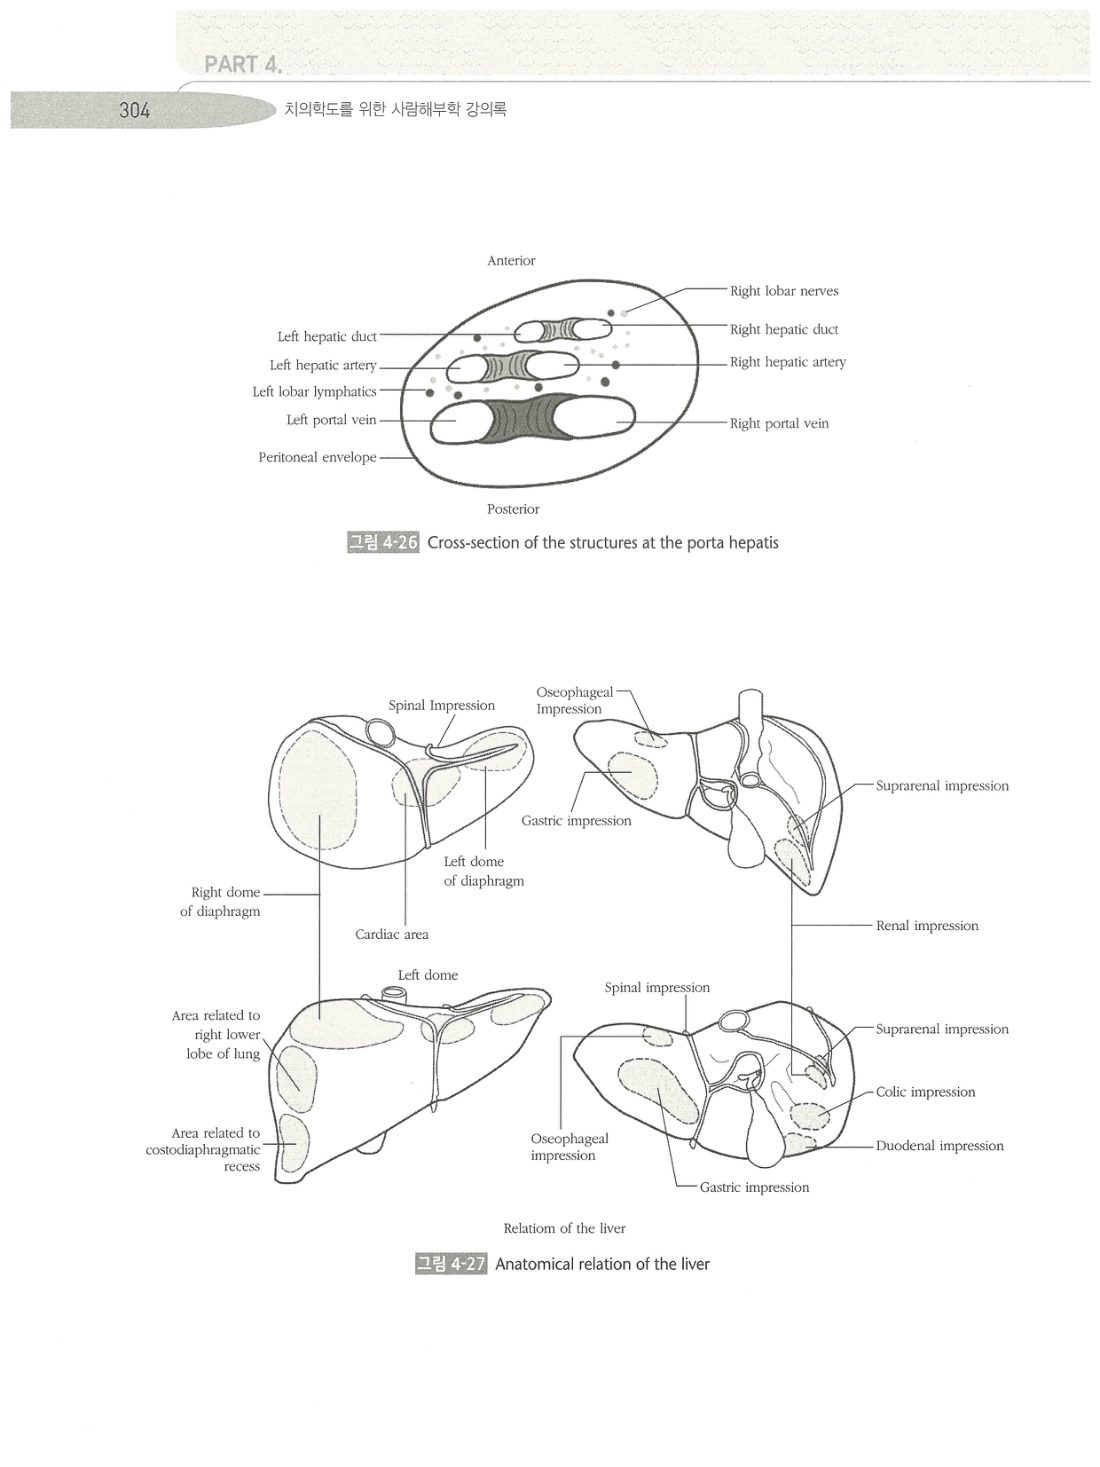 PART 4.
304
치의학도를 위한 사람해부학 강의록
Anterior
Right lobar nerves
Left hepatic duct
Right hepatic duct
Left hepatic artery
Right hepatic artery
Left lobar lymphatics
Left portal vein
Right portal vein
Peritoneal envelope
Posterior
그림 4-26 Cross-section of the structures at the porta hepatis
Spinal Impression
Oseophageal
Impression
Suprarenal impression
Gastric impression
Left dome
of diaphragm
Right dome
of diaphragm
Cardiac area
Renal impression
Left dome
Spinal impression
Area related to
right lower
lobe of lung
Suprarenal impression
Colic impression
Area related to
costodiaphragmatic
recess
Oseophageal
impression
Duodenal impression
Gastric impression
Relatiom of the liver
그림 4-27 Anatomical relation of the liver